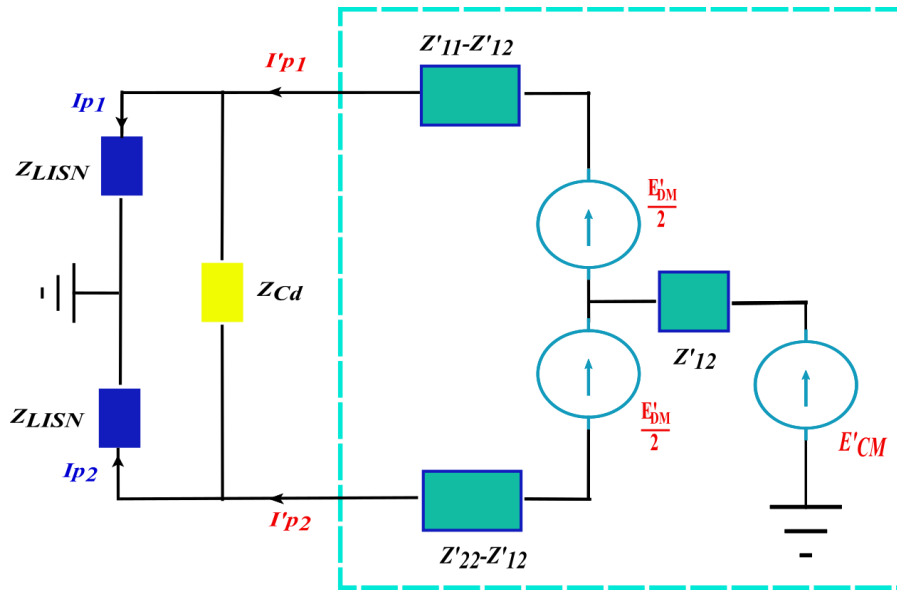 Z'11-Z'12
I'p1
Ip1
ZLISN
E'DM
2
ZCd
Z'12
ZLISN
E'DM
2
E'CM
Ip2
I'p2
Z'22-Z'12